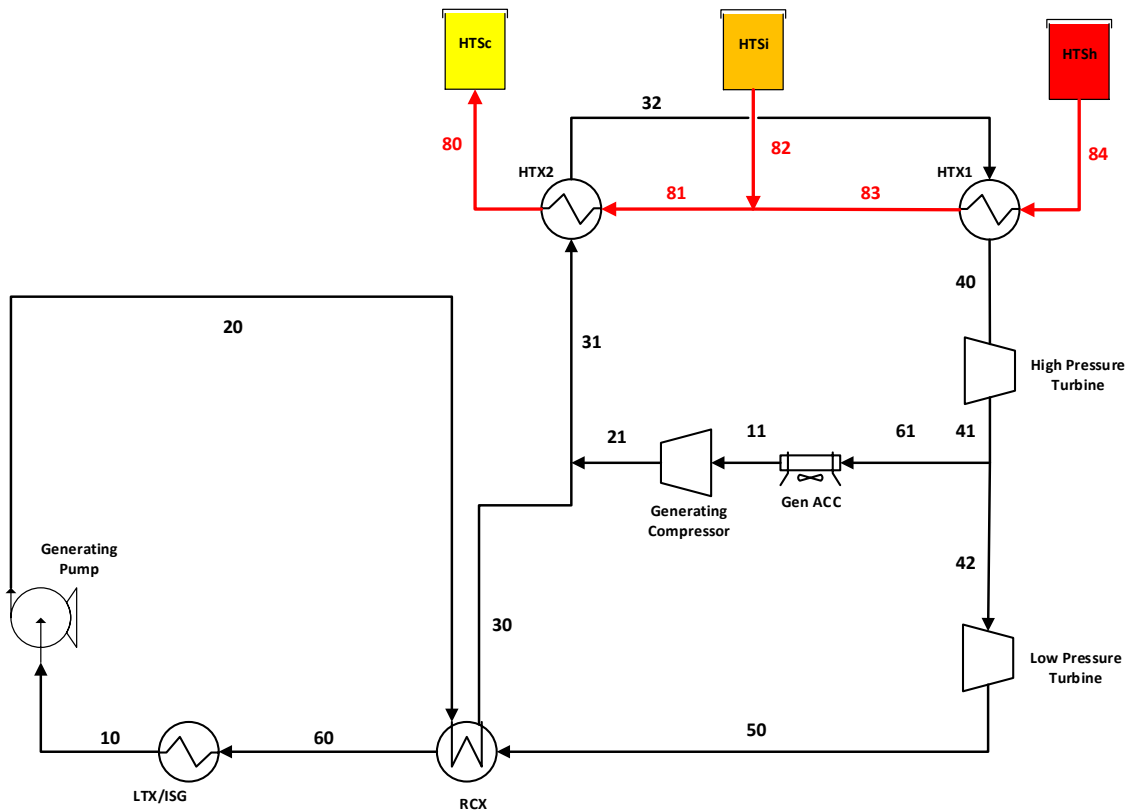 HTSc
HTSi
HTSh
32
80
82
84
HTX2
HTX1
81
83
40
20
31
High Pressure
Turbine
21
11
61
41
Gen ACC
Generating
Compressor
Generating
Pump
42
30
Low Pressure
Turbine
10
60
50
LTX/ISG
RCX